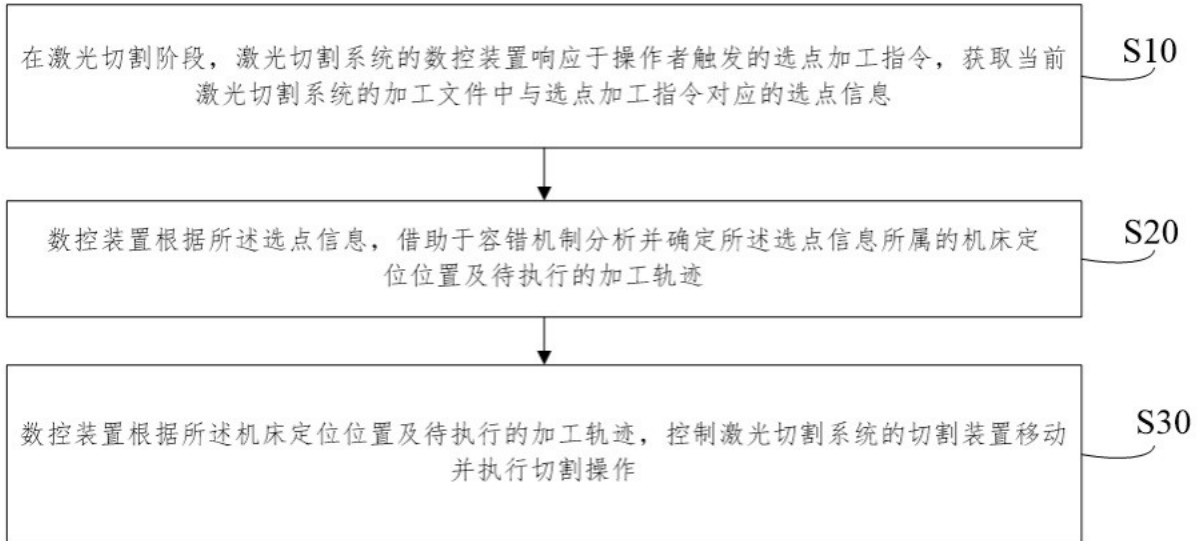 在激光切割阶段，激光切割系统的数控装置响应于操作者触发的选点加工指令，获取当前
激光切割系统的加工文件中与选点加工指令对应的选点信息
S10
数控装置根据所述选点信息，借助于容错机制分析并确定所述选点信息所属的机床定
位位置及待执行的加工轨迹
S20
数控装置根据所述机床定位位置及待执行的加工轨迹，控制激光切割系统的切割装置移动
并执行切割操作
S30